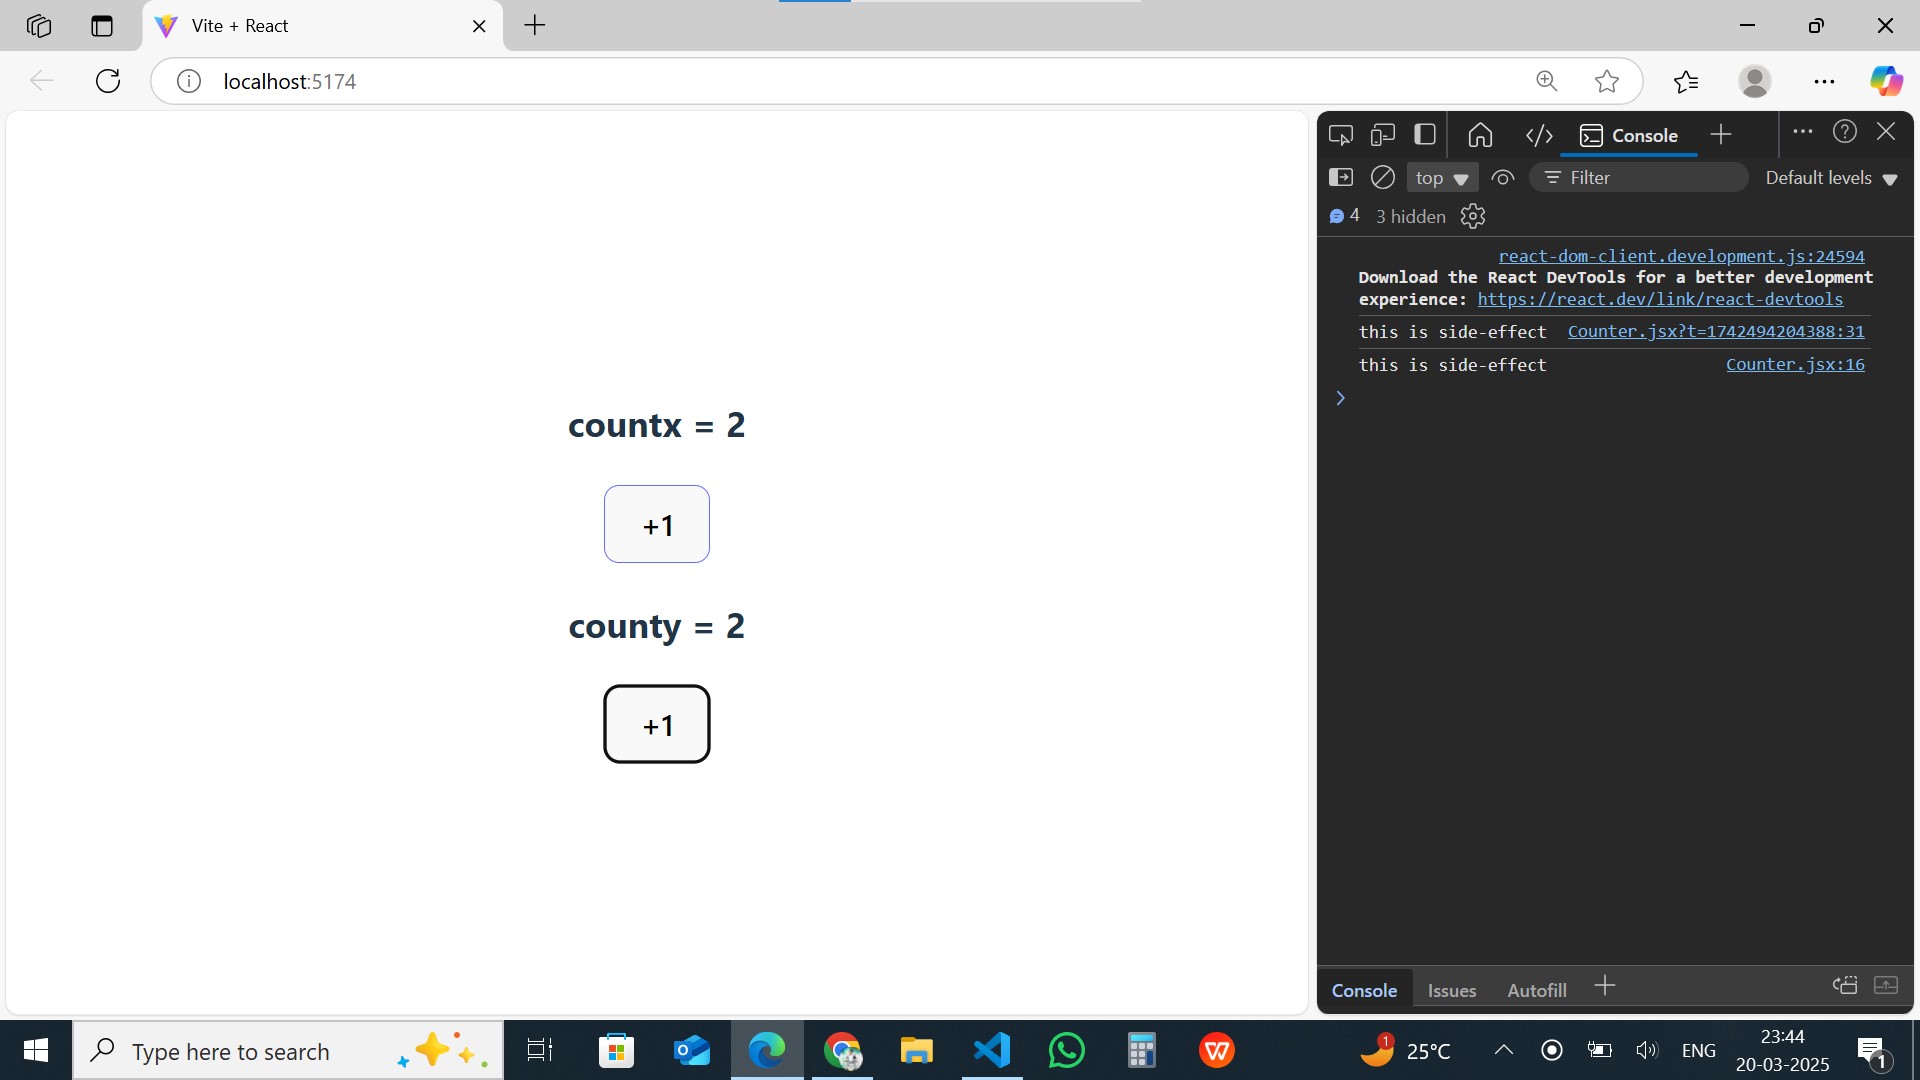 Vite + React
localhost:5174
Console
top
Filter
Default levels
4
3 hidden
react-dom-client.development.js:24594
Download the React DevTools for a better development
experience: https://react.dev/link/react-devtools
this is side-effect Counter.jsx?t=1742494204388:31
this is side-effect Counter.jsx:16
countx = 2
+1
county = 2
+1
Console
Issues
Autofill
Type here to search
1
25°C
ENG
23:44
20-03-2025
1